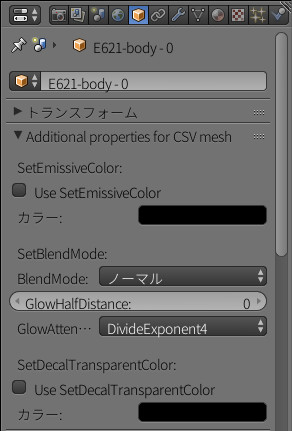 E621-body - 0
E621-body - 0
トランスフォーム
Additional properties for CSV mesh
SetEmissiveColor:
Use SetEmissiveColor
カラー:
SetBlendMode:
BlendMode: ノーマル
GlowHalfDistance: 0
GlowAtten··· DivideExponent4
SetDecalTransparentColor:
Use SetDecalTransparentColor
カラー: